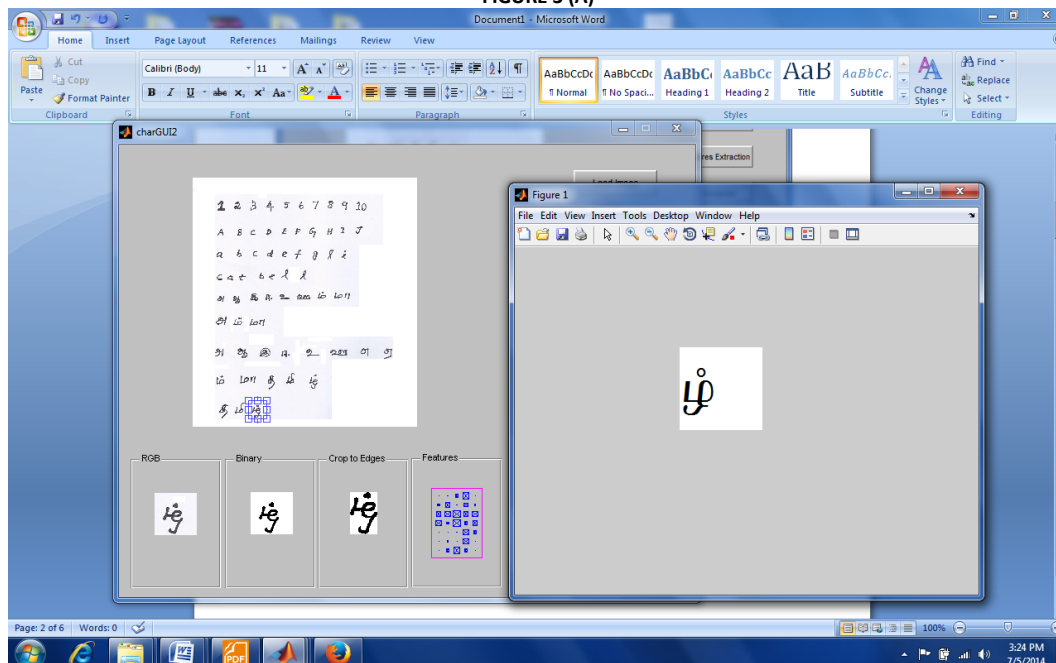 FIGURE 5 (A)
Document1 - Microsoft Word
Home Insert Page Layout References Mailings Review View
Paste
Cut
Copy
Format Painter
Clipboard
Calibri (Body) 11
Font
Paragraph
AaBbCcDc AaBbCcDc AaBbC AaBbCc AaB AaBbCc.
¶ Normal ¶ No Spaci... Heading 1 Heading 2 Title Subtitle
Change Styles
Styles
Find
Replace
Select
Editing
charGUI2
res Extraction
Figure 1
File Edit View Insert Tools Desktop Window Help
1 2 3 4 5 6 7 8 9 10
A B C D E F G H I J
a b c d e f g
c a t b e l l
அ ஆ இ ஈ உ ஊ ம் மா
அ ம் மா
அ ஆ இ ஈ உ ஊ
ம் மா தி மி ழ்
த மி ழ்
ழ்
RGB Binary Crop to Edges Features
ழ் ழ் ழ்
Page: 2 of 6 Words: 0 100%
3:24 PM
7/5/2014